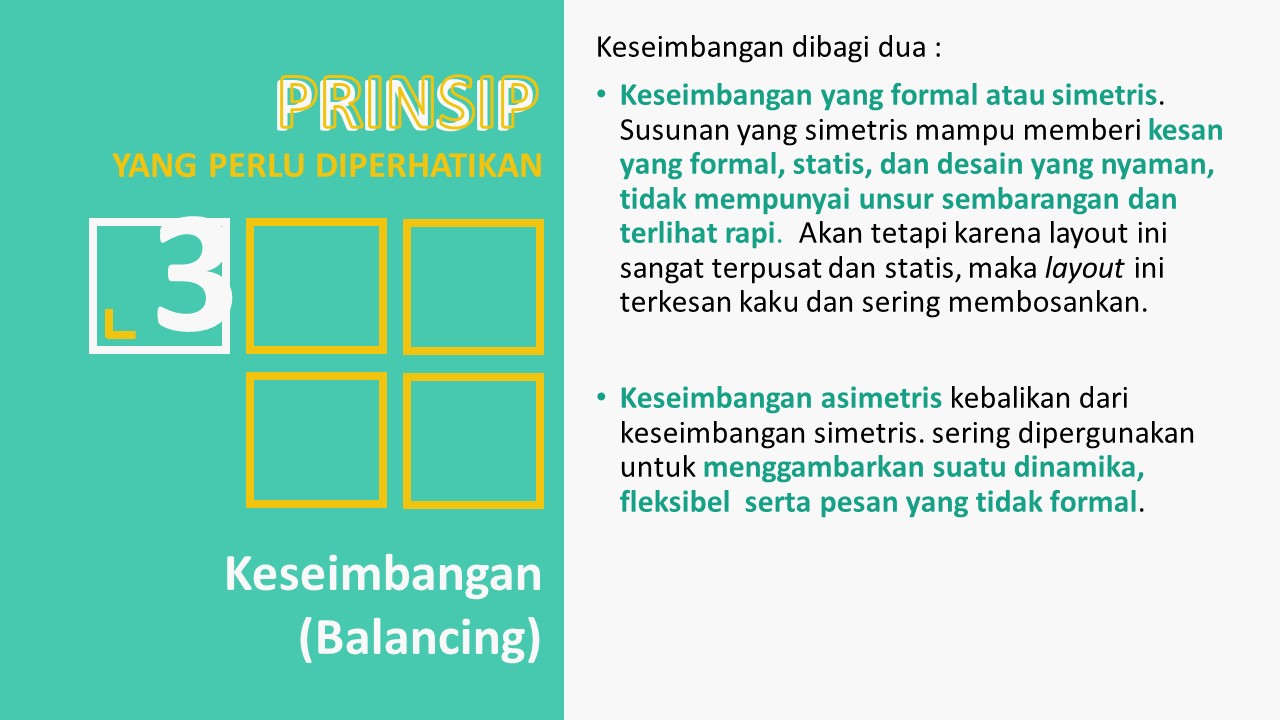 PRINSIP
YANG PERLU DIPERHATIKAN
3
Keseimbangan
(Balancing)
Keseimbangan dibagi dua :
• Keseimbangan yang formal atau simetris.
Susunan yang simetris mampu memberi kesan
yang formal, statis, dan desain yang nyaman,
tidak mempunyai unsur sembarangan dan
terlihat rapi.  Akan tetapi karena layout ini
sangat terpusat dan statis, maka layout ini
terkesan kaku dan sering membosankan.
• Keseimbangan asimetris kebalikan dari
keseimbangan simetris. sering dipergunakan
untuk menggambarkan suatu dinamika,
fleksibel  serta pesan yang tidak formal.